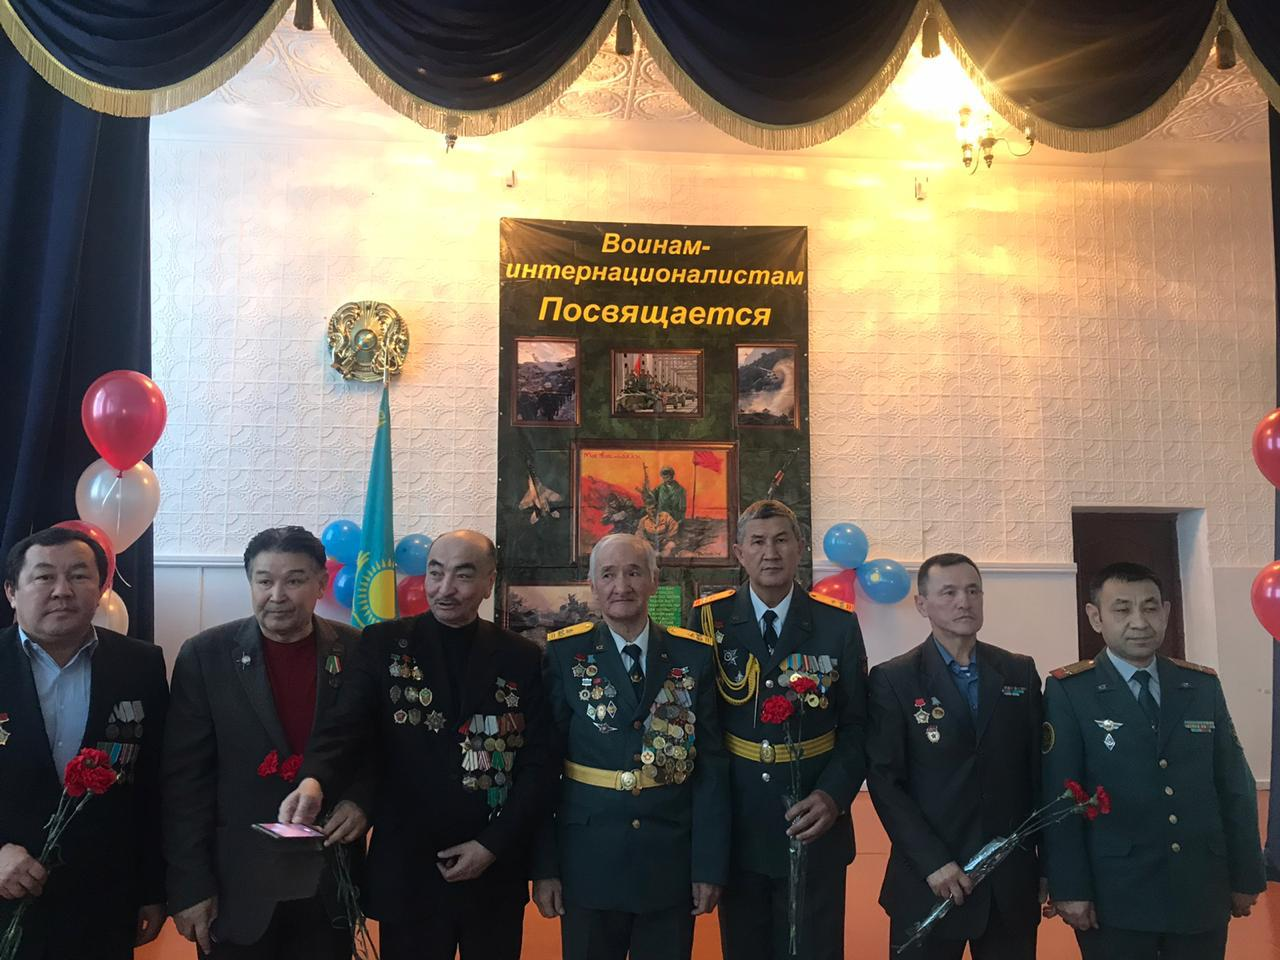 Воинам-
интернационалистам
Посвящается